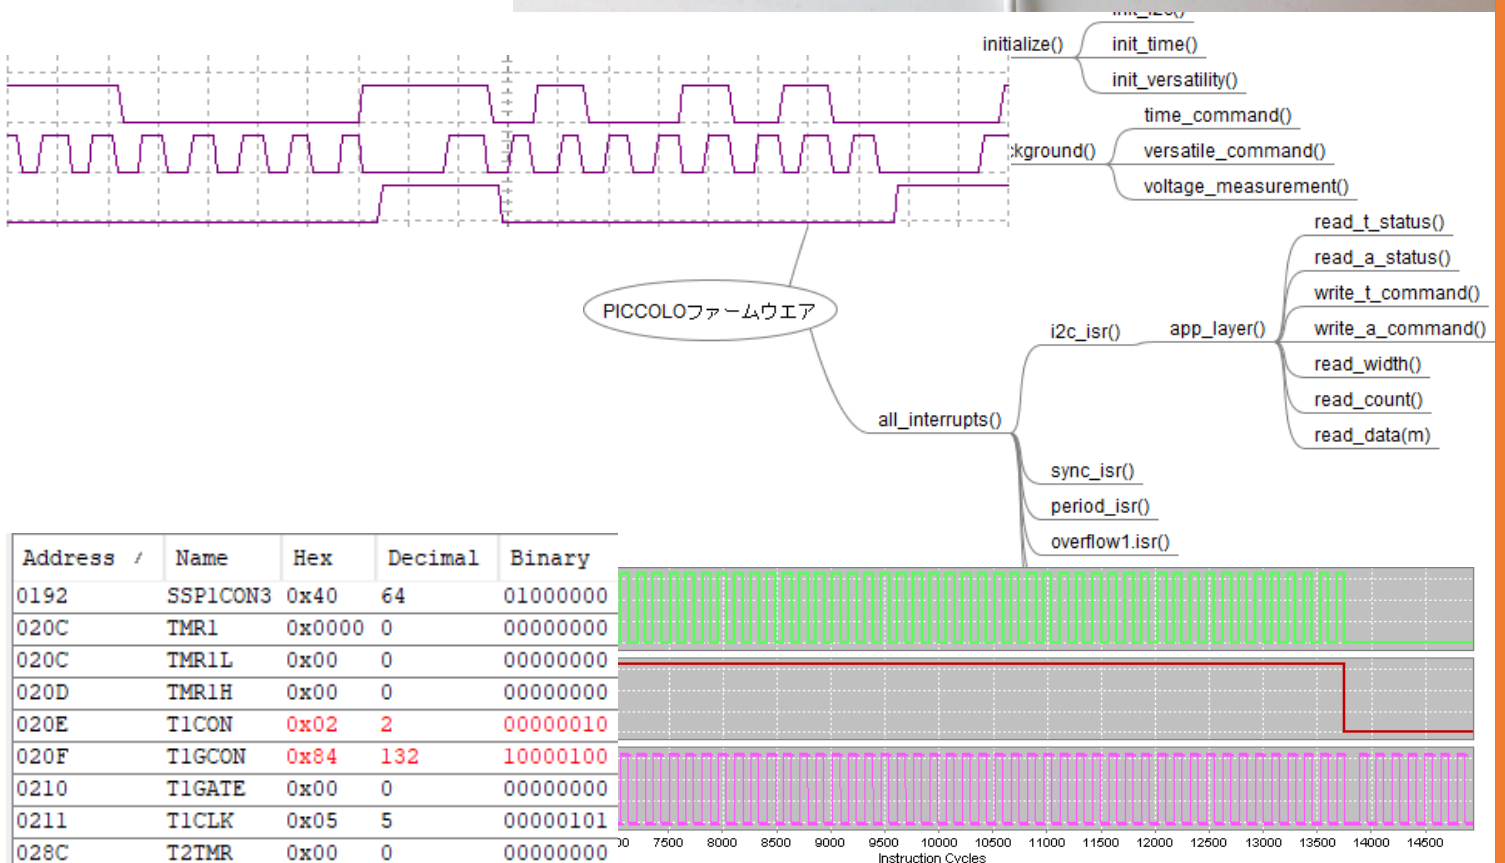 initialize()
init_time()
init_versatility()
time_command()
ckground()
versatile_command()
voltage_measurement()
read_t_status()
read_a_status()
write_t_command()
PICCOLOファームウエア
i2c_isr()
app_layer()
write_a_command()
read_width()
read_count()
all_interrupts()
read_data(m)
sync_isr()
period_isr()
overflow1.isr()
Address / Name Hex Decimal Binary
0192 SSP1CON3 0x40 64 01000000
020C TMR1 0x0000 0 00000000
020C TMR1L 0x00 0 00000000
020D TMR1H 0x00 0 00000000
020E T1CON 0x02 2 00000010
020F T1GCON 0x84 132 10000100
0210 T1GATE 0x00 0 00000000
0211 T1CLK 0x05 5 00000101
028C T2TMR 0x00 0 00000000
7500 8000 8500 9000 9500 10000 10500 11000 11500 12000 12500 13000 13500 14000 14500
Instruction Cycles